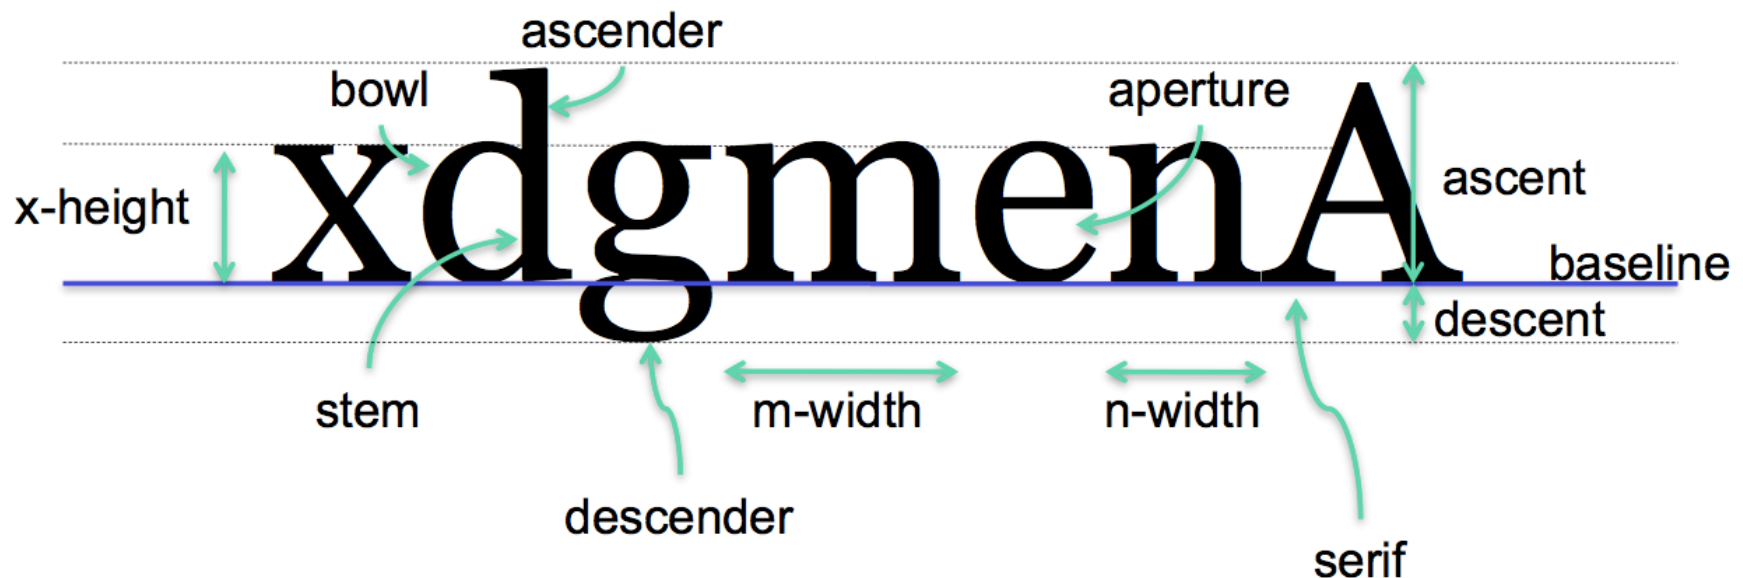 ascender
bowl
aperture
xdgmenA
x-height
ascent
baseline
descent
stem
m-width
n-width
descender
serif